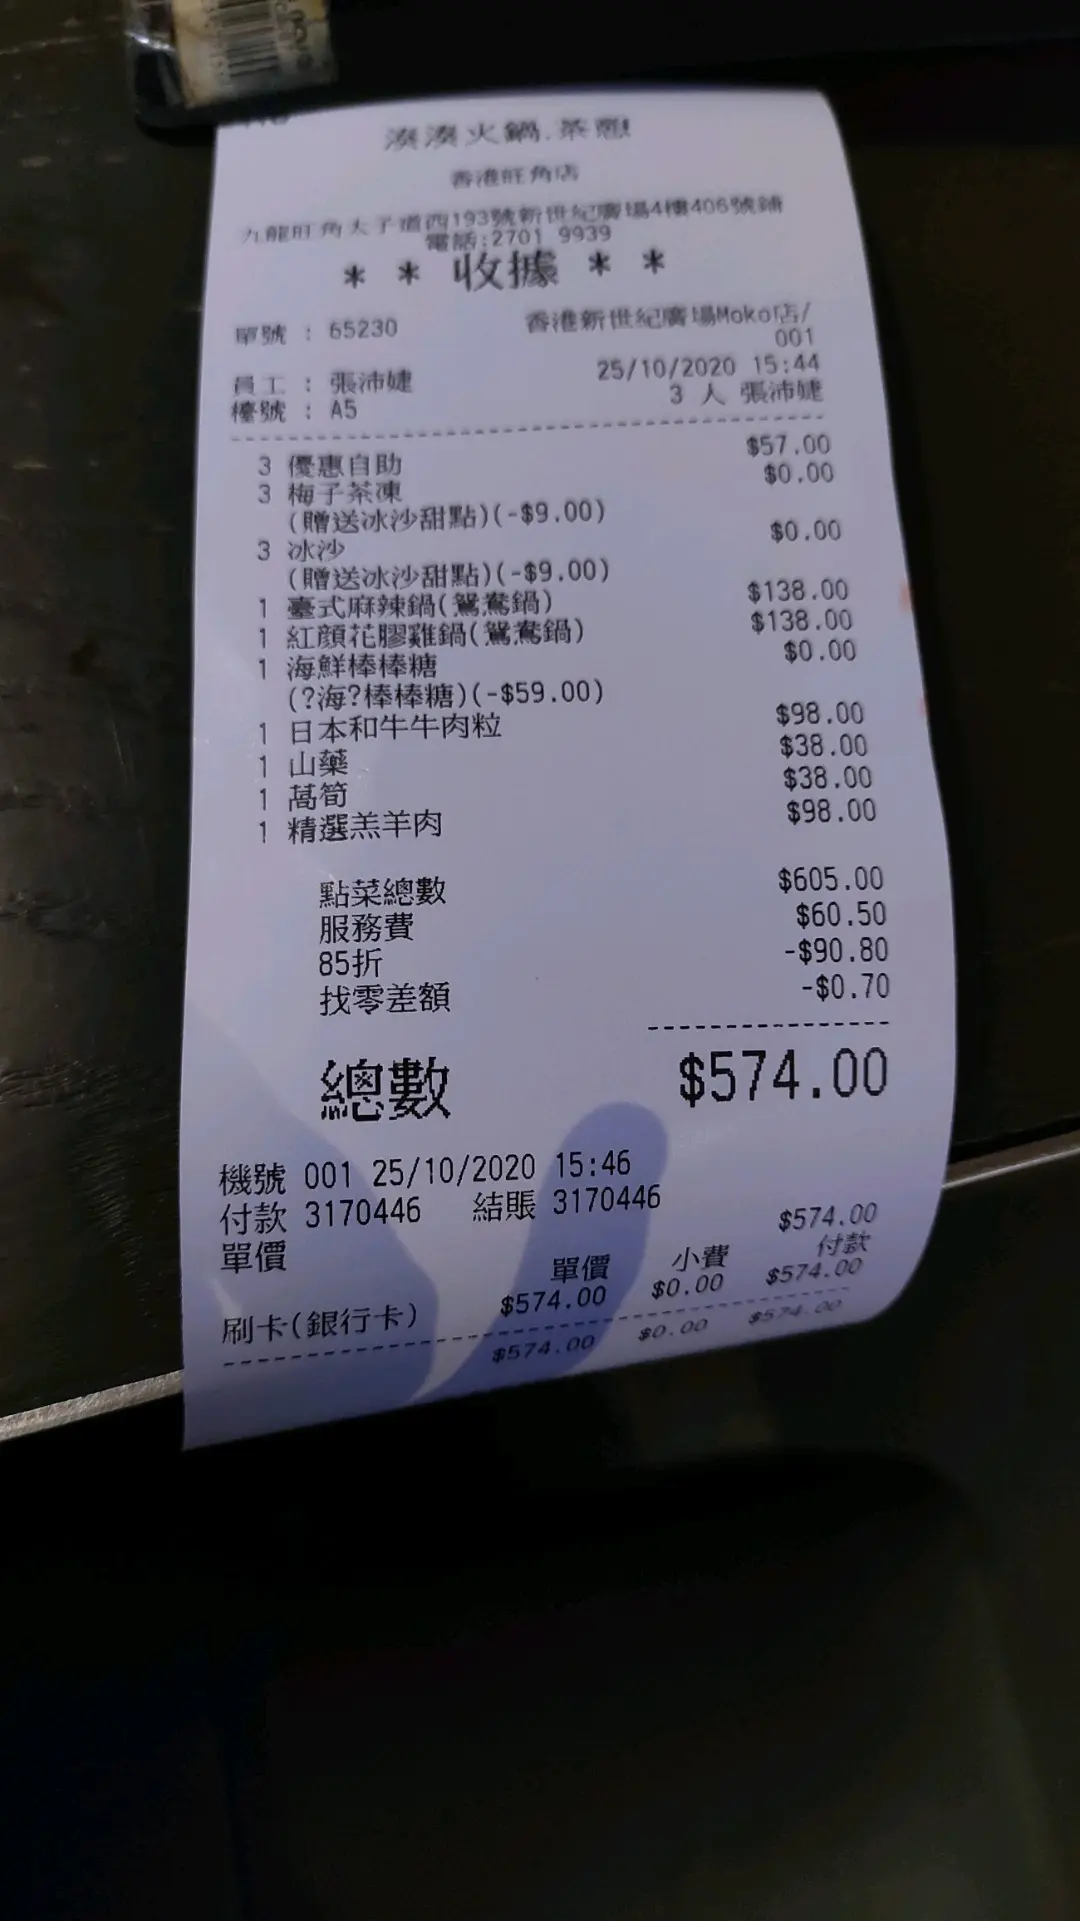 湊湊火鍋.茶憩
香港旺角店
九龍旺角太子道西193號新世紀廣場4樓406號鋪
電話:2701 9939
* * 收據 * *
單號 : 65230 香港新世紀廣場Moko店/
001
25/10/2020 15:44
員工 : 張沛婕
檯號 : A5 3 人 張沛婕
3 優惠自助 $57.00
3 梅子茶凍 $0.00
(贈送冰沙甜點)(-$9.00)
3 冰沙 $0.00
(贈送冰沙甜點)(-$9.00)
1 臺式麻辣鍋(鴛鴦鍋) $138.00
1 紅顔花膠雞鍋(鴛鴦鍋) $138.00
1 海鮮棒棒糖 $0.00
(?海?棒棒糖)(-$59.00)
1 日本和牛牛肉粒 $98.00
1 山藥 $38.00
1 萵筍 $38.00
1 精選羔羊肉 $98.00
點菜總數 $605.00
服務費 $60.50
85折 -$90.80
找零差額 -$0.70
總數 $574.00
機號 001 25/10/2020 15:46
付款 3170446 結賬 3170446
單價 $574.00
單價 小費 付款
刷卡(銀行卡) $574.00 $0.00 $574.00
$574.00 $0.00 $574.00